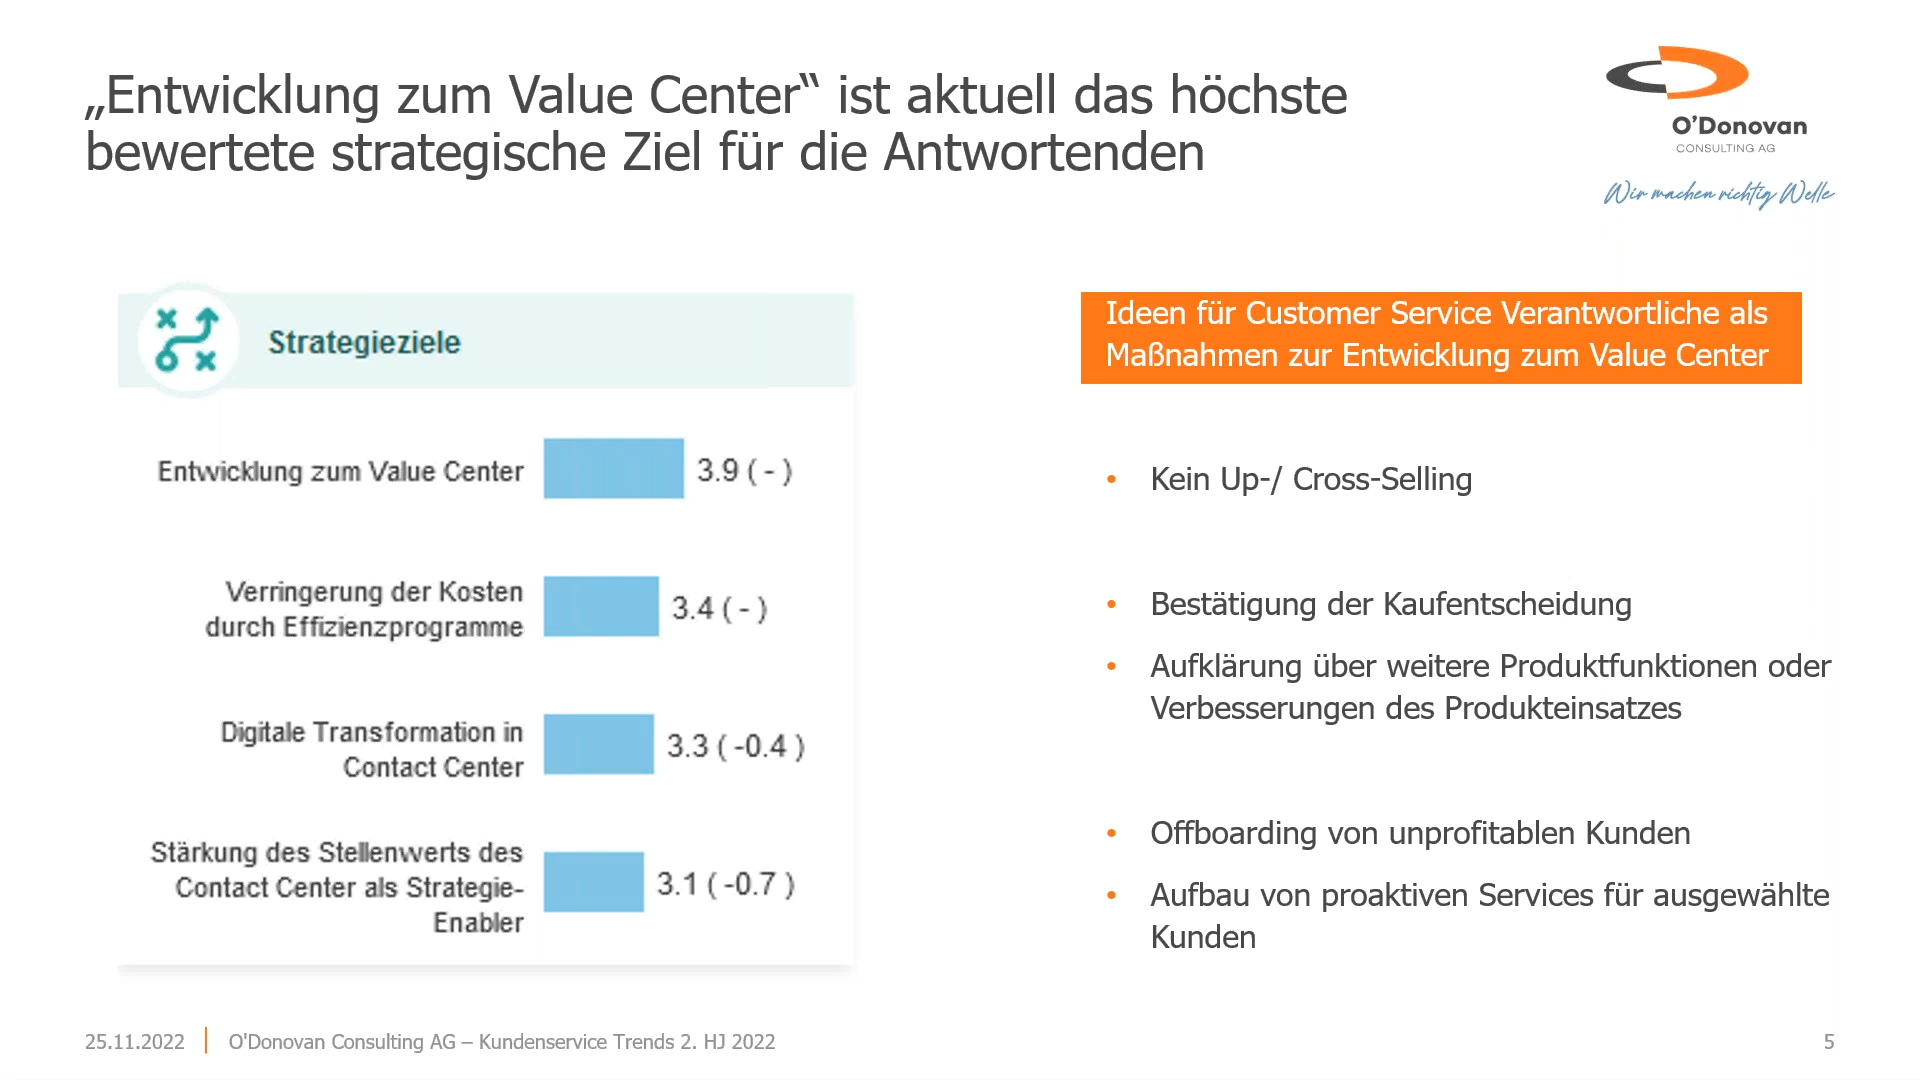 „Entwicklung zum Value Center“ ist aktuell das höchste
bewertete strategische Ziel für die Antwortenden
O’Donovan
CONSULTING AG
Wir machen richtig Welle
Strategieziele
Entwicklung zum Value Center 3.9 ( - )
Verringerung der Kosten
durch Effizienzprogramme 3.4 ( - )
Digitale Transformation in
Contact Center 3.3 ( -0.4 )
Stärkung des Stellenwerts des
Contact Center als Strategie-
Enabler 3.1 ( -0.7 )
Ideen für Customer Service Verantwortliche als
Maßnahmen zur Entwicklung zum Value Center
• Kein Up-/ Cross-Selling
• Bestätigung der Kaufentscheidung
• Aufklärung über weitere Produktfunktionen oder
Verbesserungen des Produkteinsatzes
• Offboarding von unprofitablen Kunden
• Aufbau von proaktiven Services für ausgewählte
Kunden
25.11.2022 O'Donovan Consulting AG – Kundenservice Trends 2. HJ 2022 5